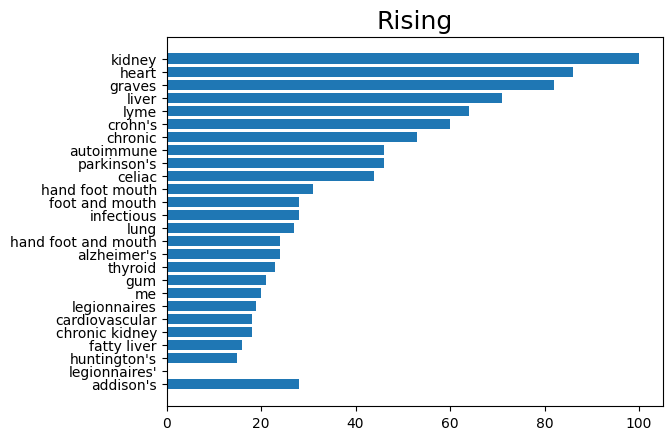 Rising
kidney
heart
graves
liver
lyme
crohn's
chronic
autoimmune
parkinson's
celiac
hand foot mouth
foot and mouth
infectious
lung
hand foot and mouth
alzheimer's
thyroid
gum
me
legionnaires
cardiovascular
chronic kidney
fatty liver
huntington's
legionnaires'
addison's
0 20 40 60 80 100